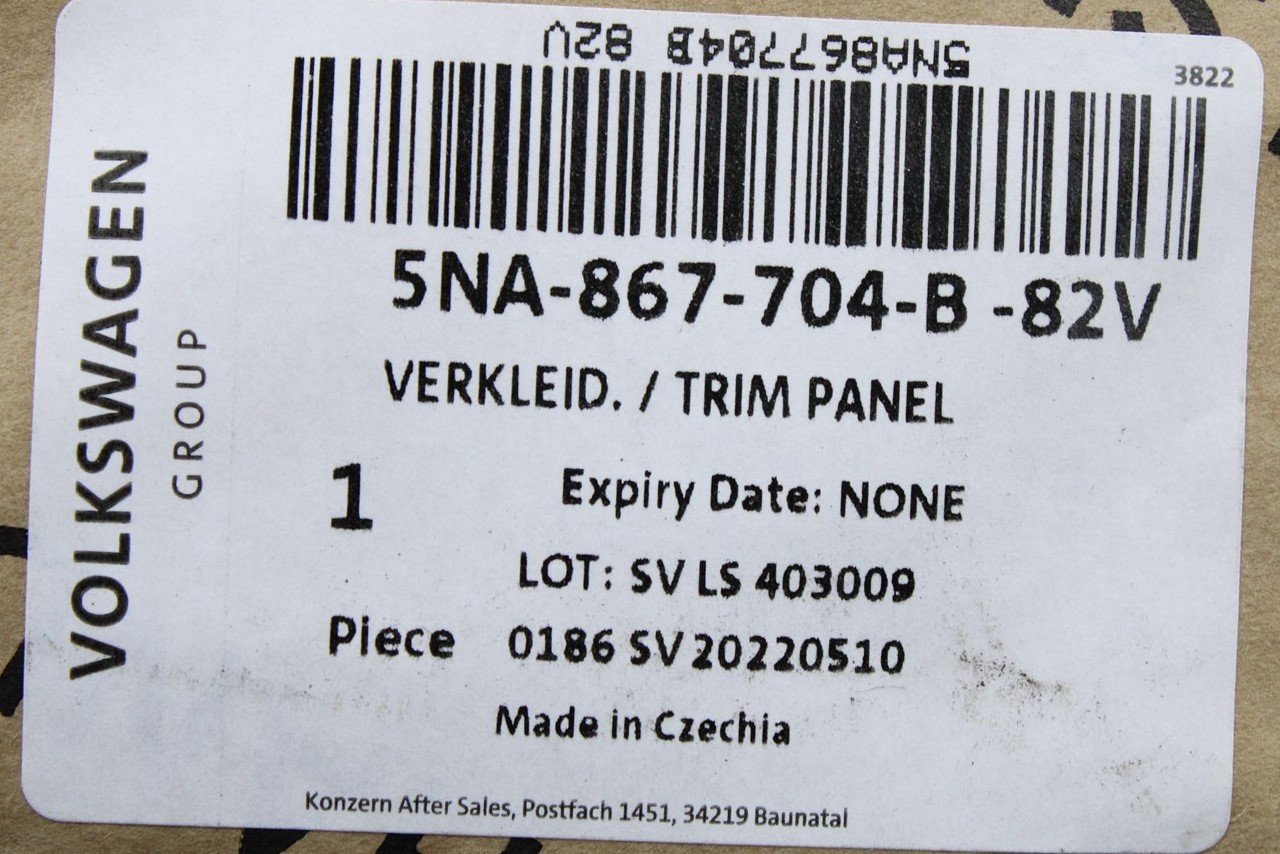 5NA867704B 82V
3822
5NA-867-704-B -82V
VERKLEID. / TRIM PANEL
1
Expiry Date: NONE
LOT: SV LS 403009
Piece 0186 SV 20220510
Made in Czechia
Konzern After Sales, Postfach 1451, 34219 Baunatal
VOLKSWAGEN
GROUP